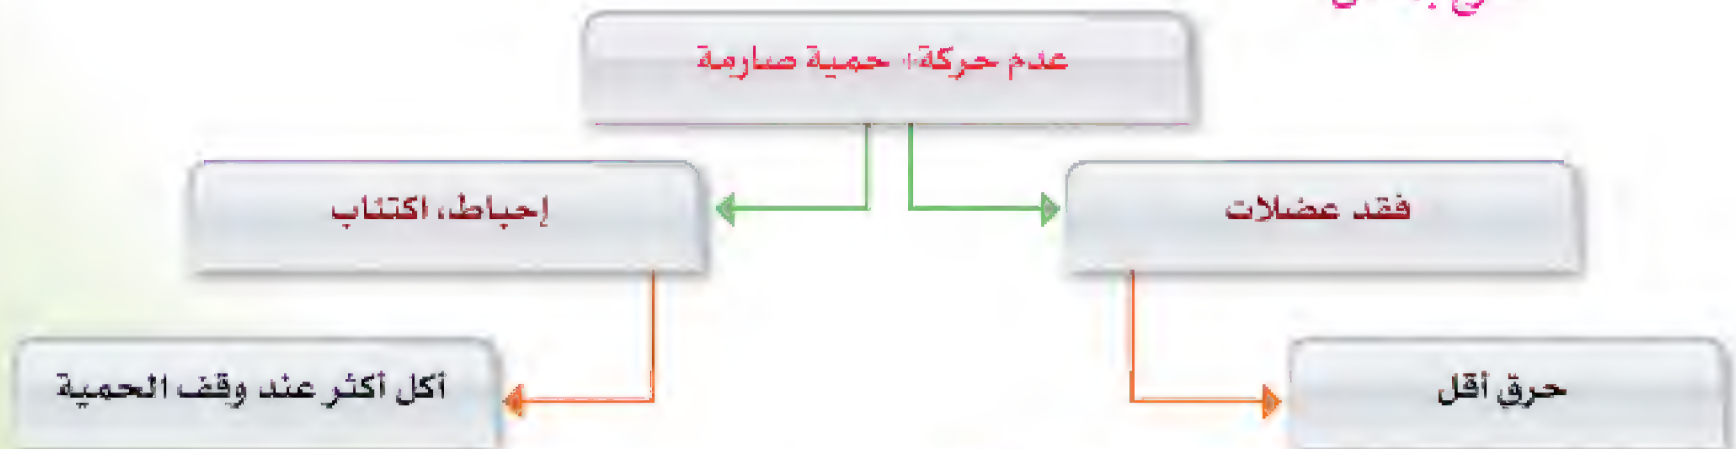 عدم حركة+ حمية صارمة
فقد عضلات
إحباط، اكتئاب
حرق أقل
أكل أكثر عند وقف الحمية